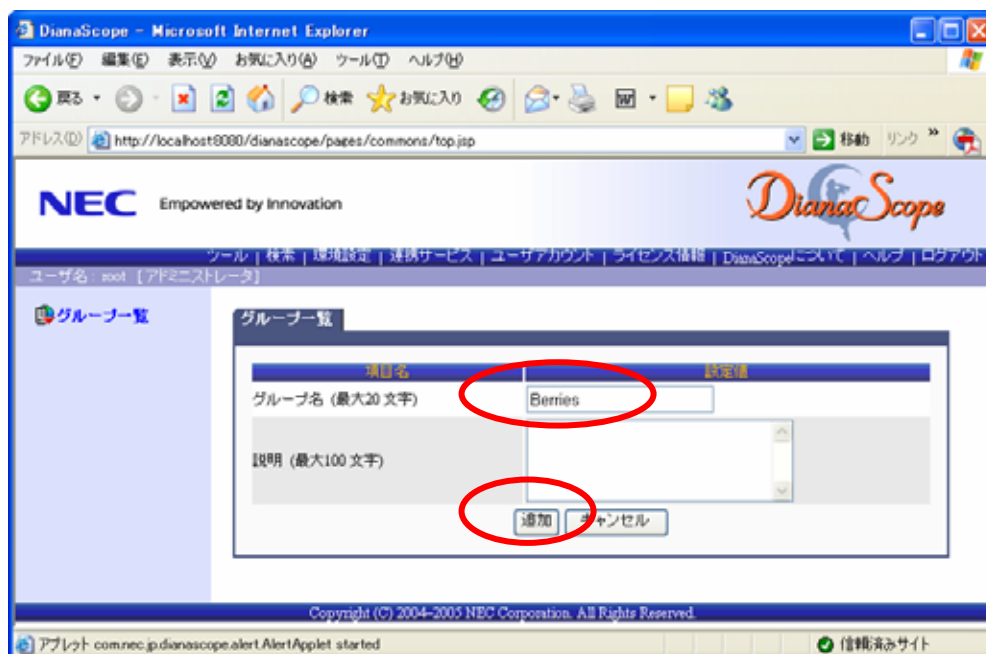 DianaScope - Microsoft Internet Explorer
ファイル(F) 編集(E) 表示(V) お気に入り(A) ツール(T) ヘルプ(H)
戻る 検索 お気に入り
アドレス(D) http://localhost:8080/dianascope/pages/commons/top.jsp 移動 リンク »
NEC Empowered by Innovation DianaScope
ツール | 検索 | 環境設定 | 連携サービス | ユーザアカウント | ライセンス情報 | DianaScopeについて | ヘルプ | ログアウト
ユーザ名 : root [アドミニストレータ]
グループ一覧
グループ一覧
項目名 設定値
グループ名 (最大20 文字) Berries
説明 (最大100 文字)
追加 キャンセル
Copyright (C) 2004-2005 NEC Corporation. All Rights Reserved.
アプレット com.nec.jp.dianascope.alert.AlertApplet started 信頼済みサイト